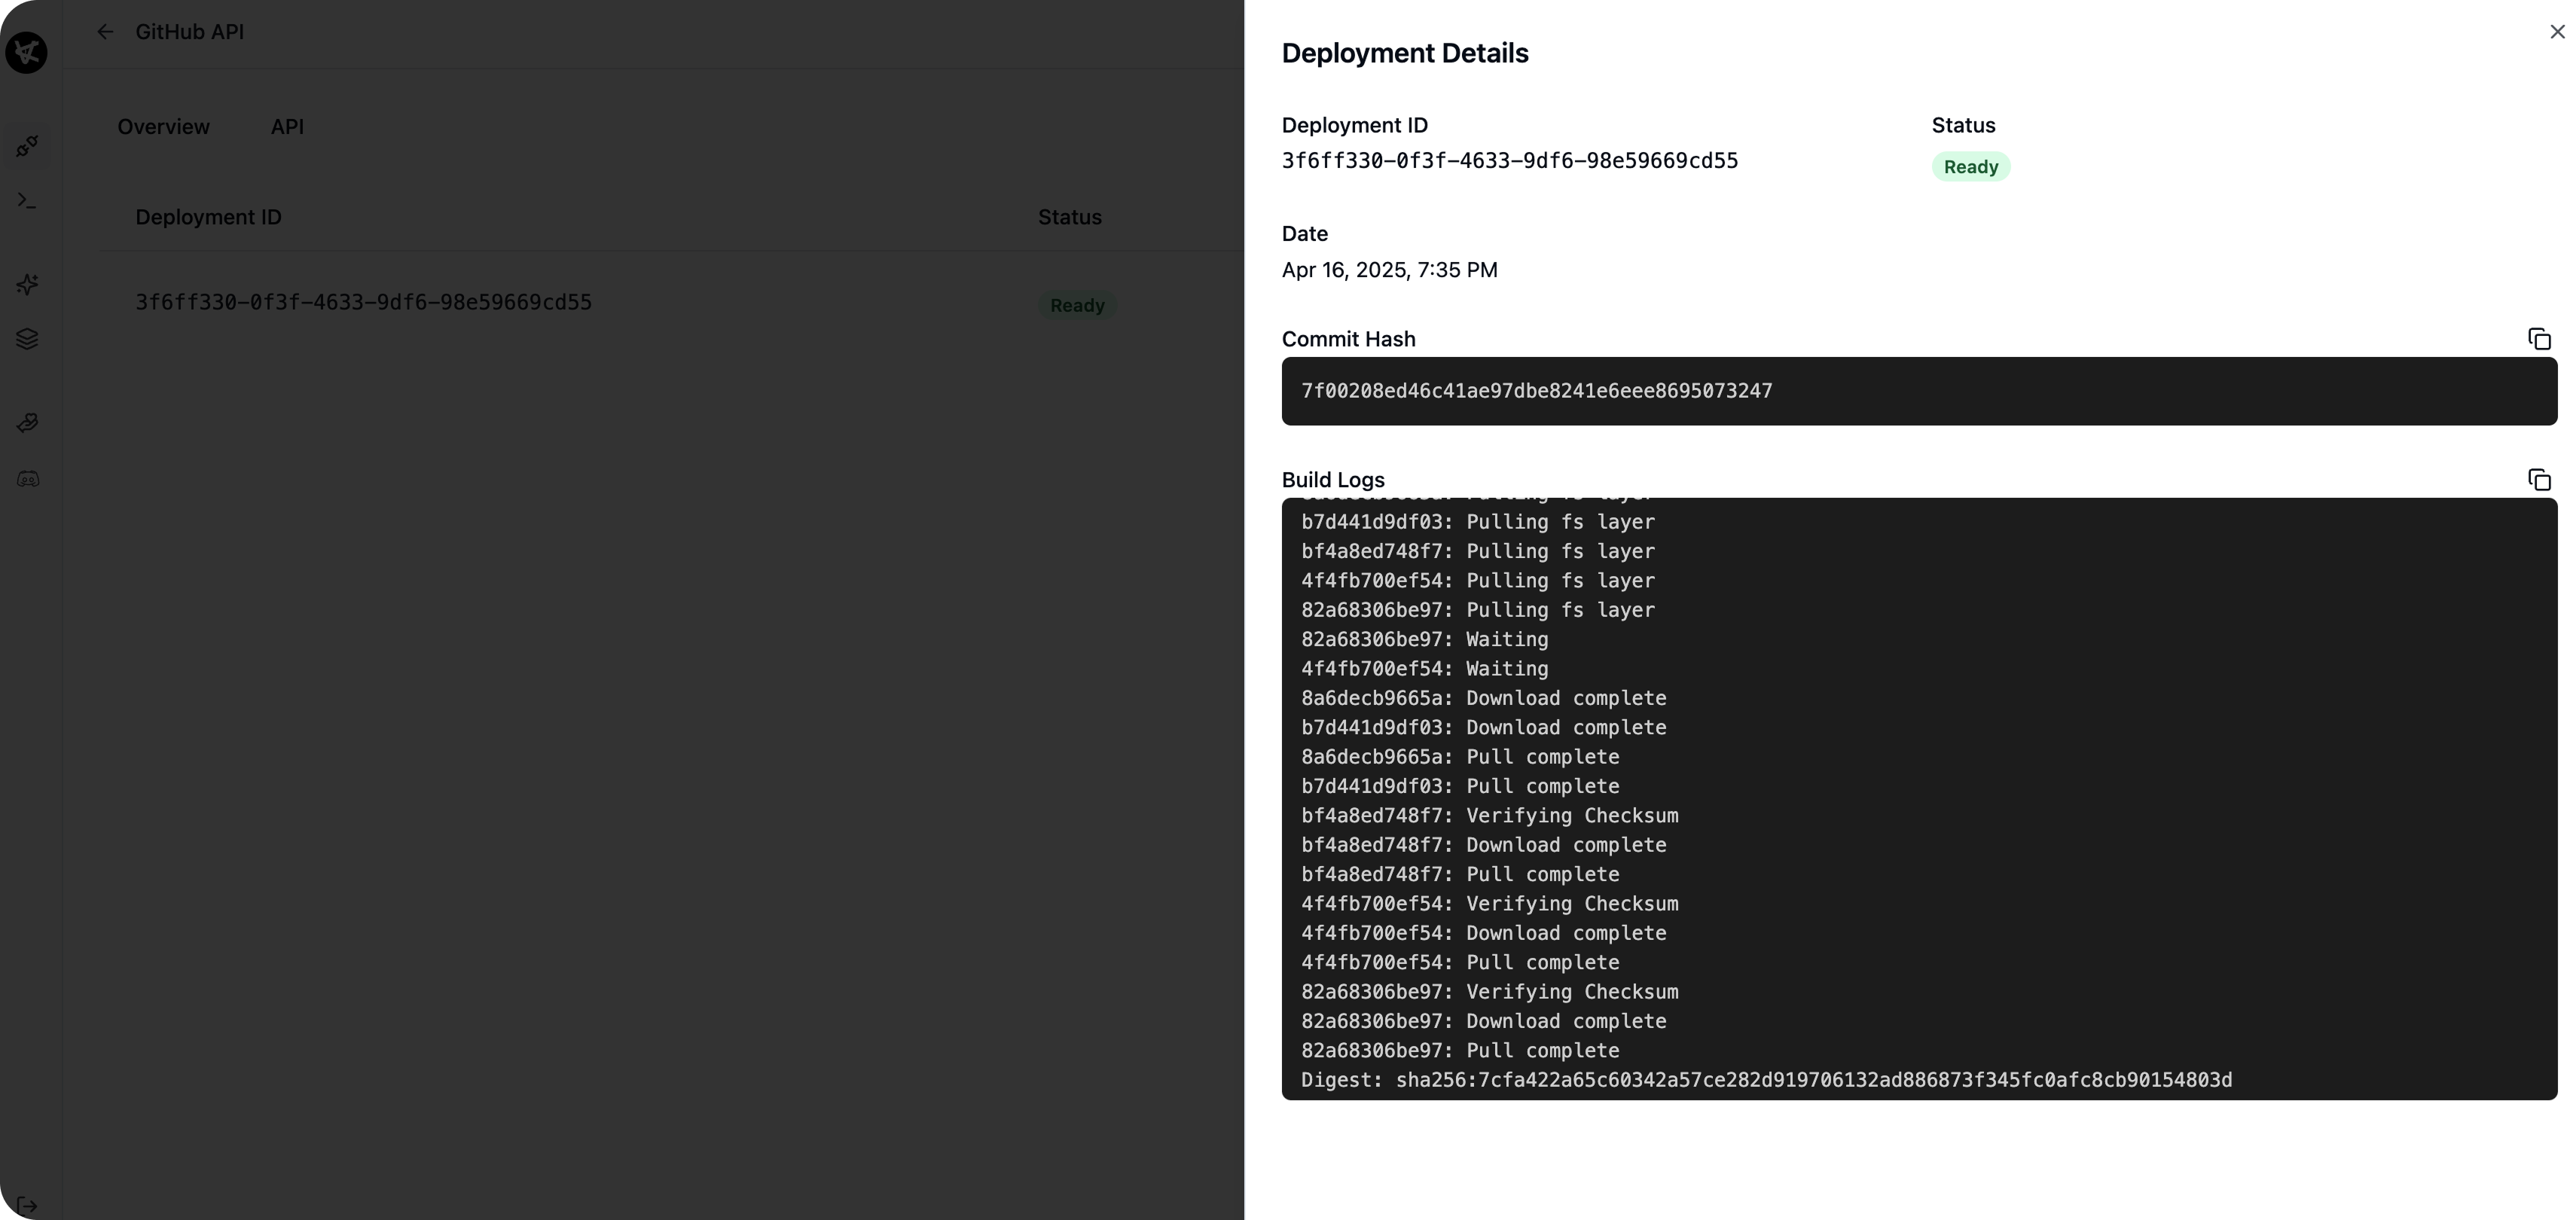 GitHub API
Overview
API
Deployment ID
Status
3f6ff330-0f3f-4633-9df6-98e59669cd55
Ready
Deployment Details
Deployment ID
3f6ff330-0f3f-4633-9df6-98e59669cd55
Status
Ready
Date
Apr 16, 2025, 7:35 PM
Commit Hash
7f00208ed46c41ae97dbe8241e6eee8695073247
Build Logs
b7d441d9df03: Pulling fs layer
bf4a8ed748f7: Pulling fs layer
4f4fb700ef54: Pulling fs layer
82a68306be97: Pulling fs layer
82a68306be97: Waiting
4f4fb700ef54: Waiting
8a6decb9665a: Download complete
b7d441d9df03: Download complete
8a6decb9665a: Pull complete
b7d441d9df03: Pull complete
bf4a8ed748f7: Verifying Checksum
bf4a8ed748f7: Download complete
bf4a8ed748f7: Pull complete
4f4fb700ef54: Verifying Checksum
4f4fb700ef54: Download complete
4f4fb700ef54: Pull complete
82a68306be97: Verifying Checksum
82a68306be97: Download complete
82a68306be97: Pull complete
Digest: sha256:7cfa422a65c60342a57ce282d919706132ad886873f345fc0afc8cb90154803d